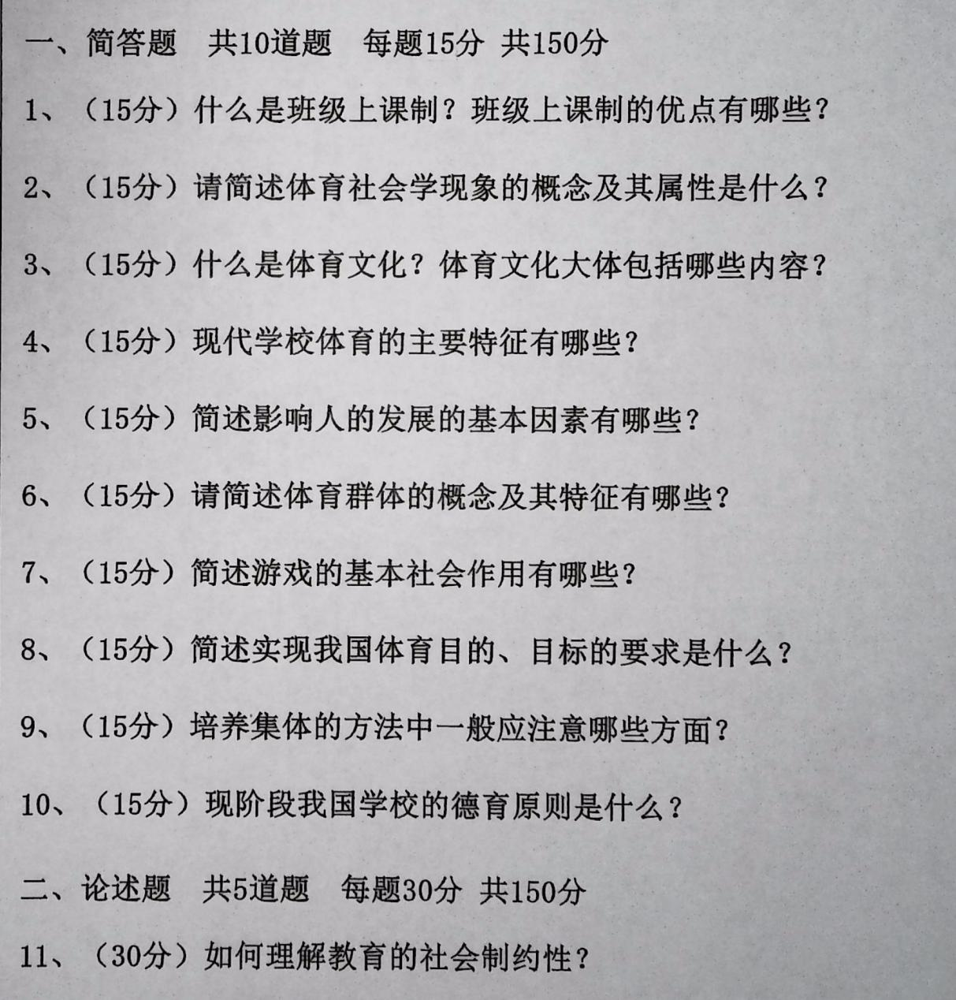 一、简答题 共10道题 每题15分 共150分
1、（15分）什么是班级上课制？班级上课制的优点有哪些？
2、（15分）请简述体育社会学现象的概念及其属性是什么？
3、（15分）什么是体育文化？体育文化大体包括哪些内容？
4、（15分）现代学校体育的主要特征有哪些？
5、（15分）简述影响人的发展的基本因素有哪些？
6、（15分）请简述体育群体的概念及其特征有哪些？
7、（15分）简述游戏的基本社会作用有哪些？
8、（15分）简述实现我国体育目的、目标的要求是什么？
9、（15分）培养集体的方法中一般应注意哪些方面？
10、（15分）现阶段我国学校的德育原则是什么？
二、论述题 共5道题 每题30分 共150分
11、（30分）如何理解教育的社会制约性？